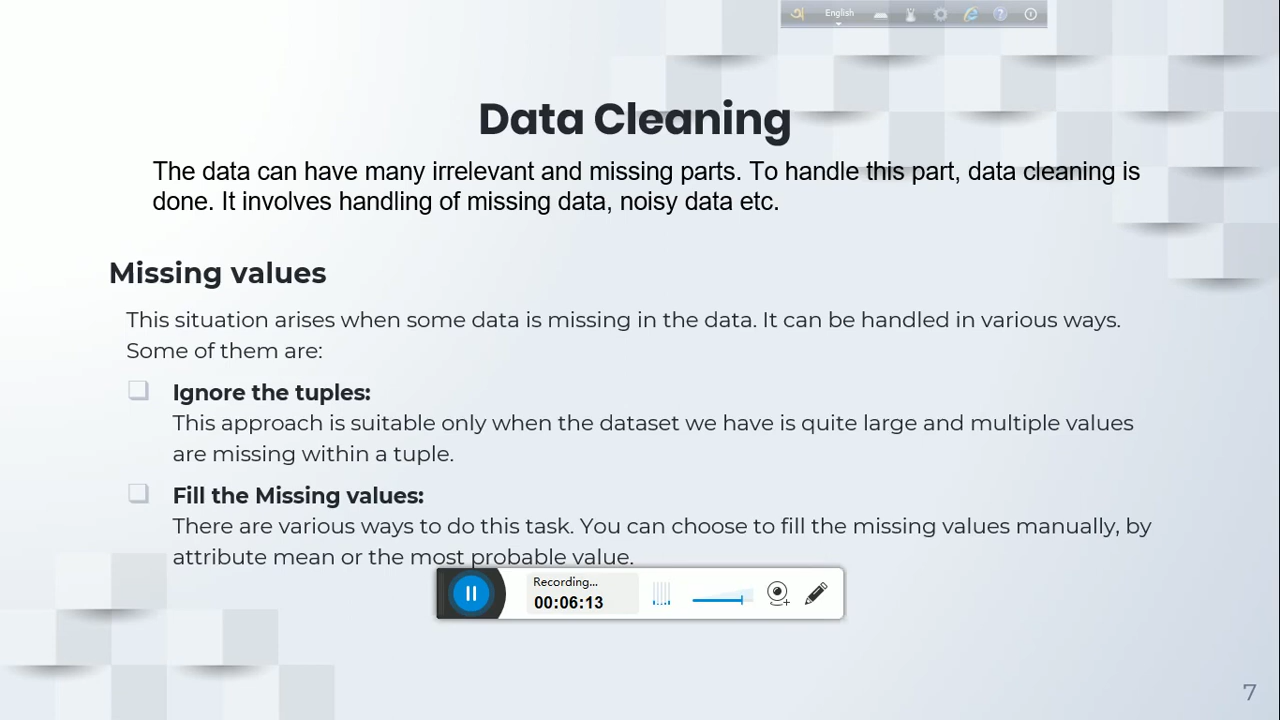 অ English
Data Cleaning
The data can have many irrelevant and missing parts. To handle this part, data cleaning is
done. It involves handling of missing data, noisy data etc.
Missing values
This situation arises when some data is missing in the data. It can be handled in various ways.
Some of them are:
Ignore the tuples:
This approach is suitable only when the dataset we have is quite large and multiple values
are missing within a tuple.
Fill the Missing values:
There are various ways to do this task. You can choose to fill the missing values manually, by
attribute mean or the most probable value.
Recording...
00:06:13
7